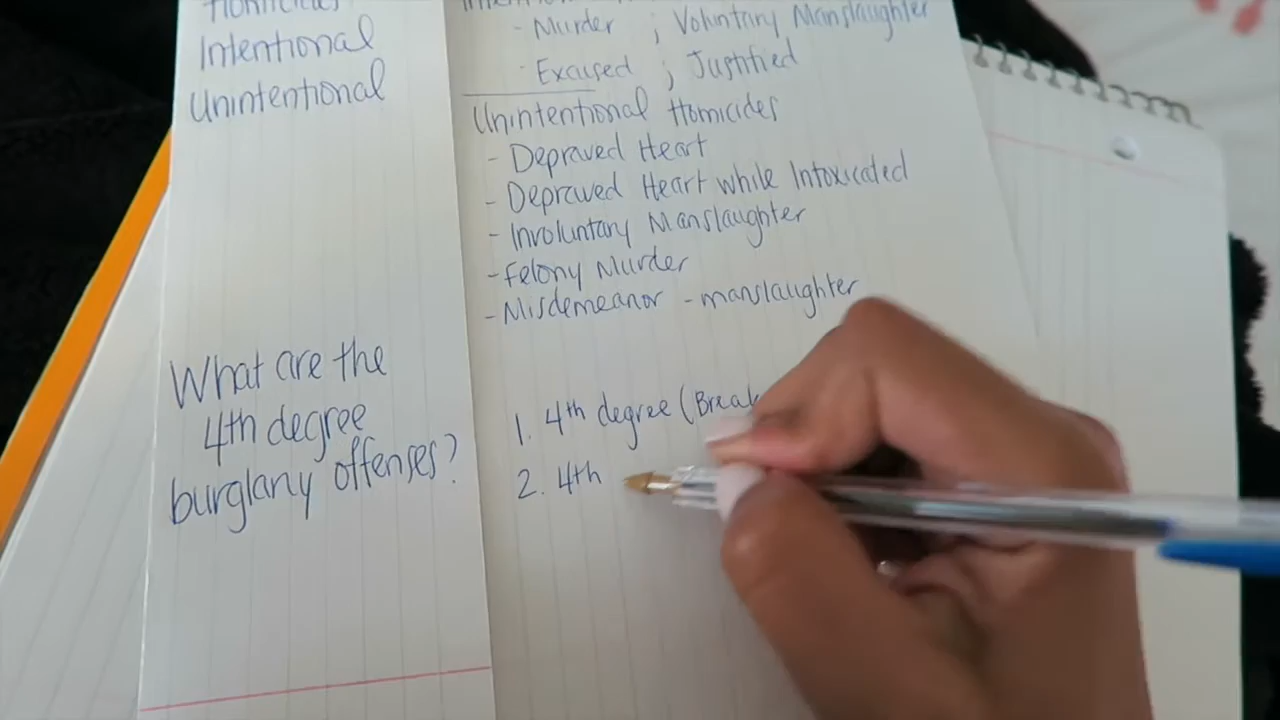 Homicides
Intentional
Unintentional
- Murder ; Voluntary Manslaughter
- Excused ; Justified
Unintentional Homicides
- Depraved Heart
- Depraved Heart while Intoxicated
- Involuntary Manslaughter
- Felony Murder
- Misdemeanor - manslaughter
What are the
4th degree
burglary offenses?
1. 4th degree (Break
2. 4th